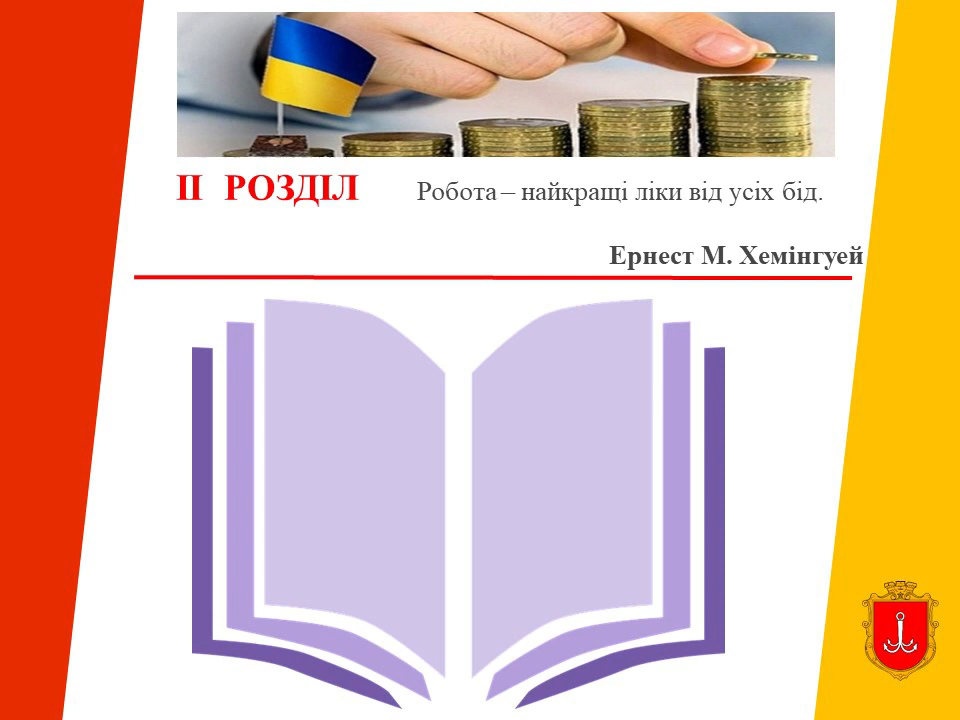 ІІ РОЗДІЛ Робота – найкращі ліки від усіх бід.
Ернест М. Хемінгуей